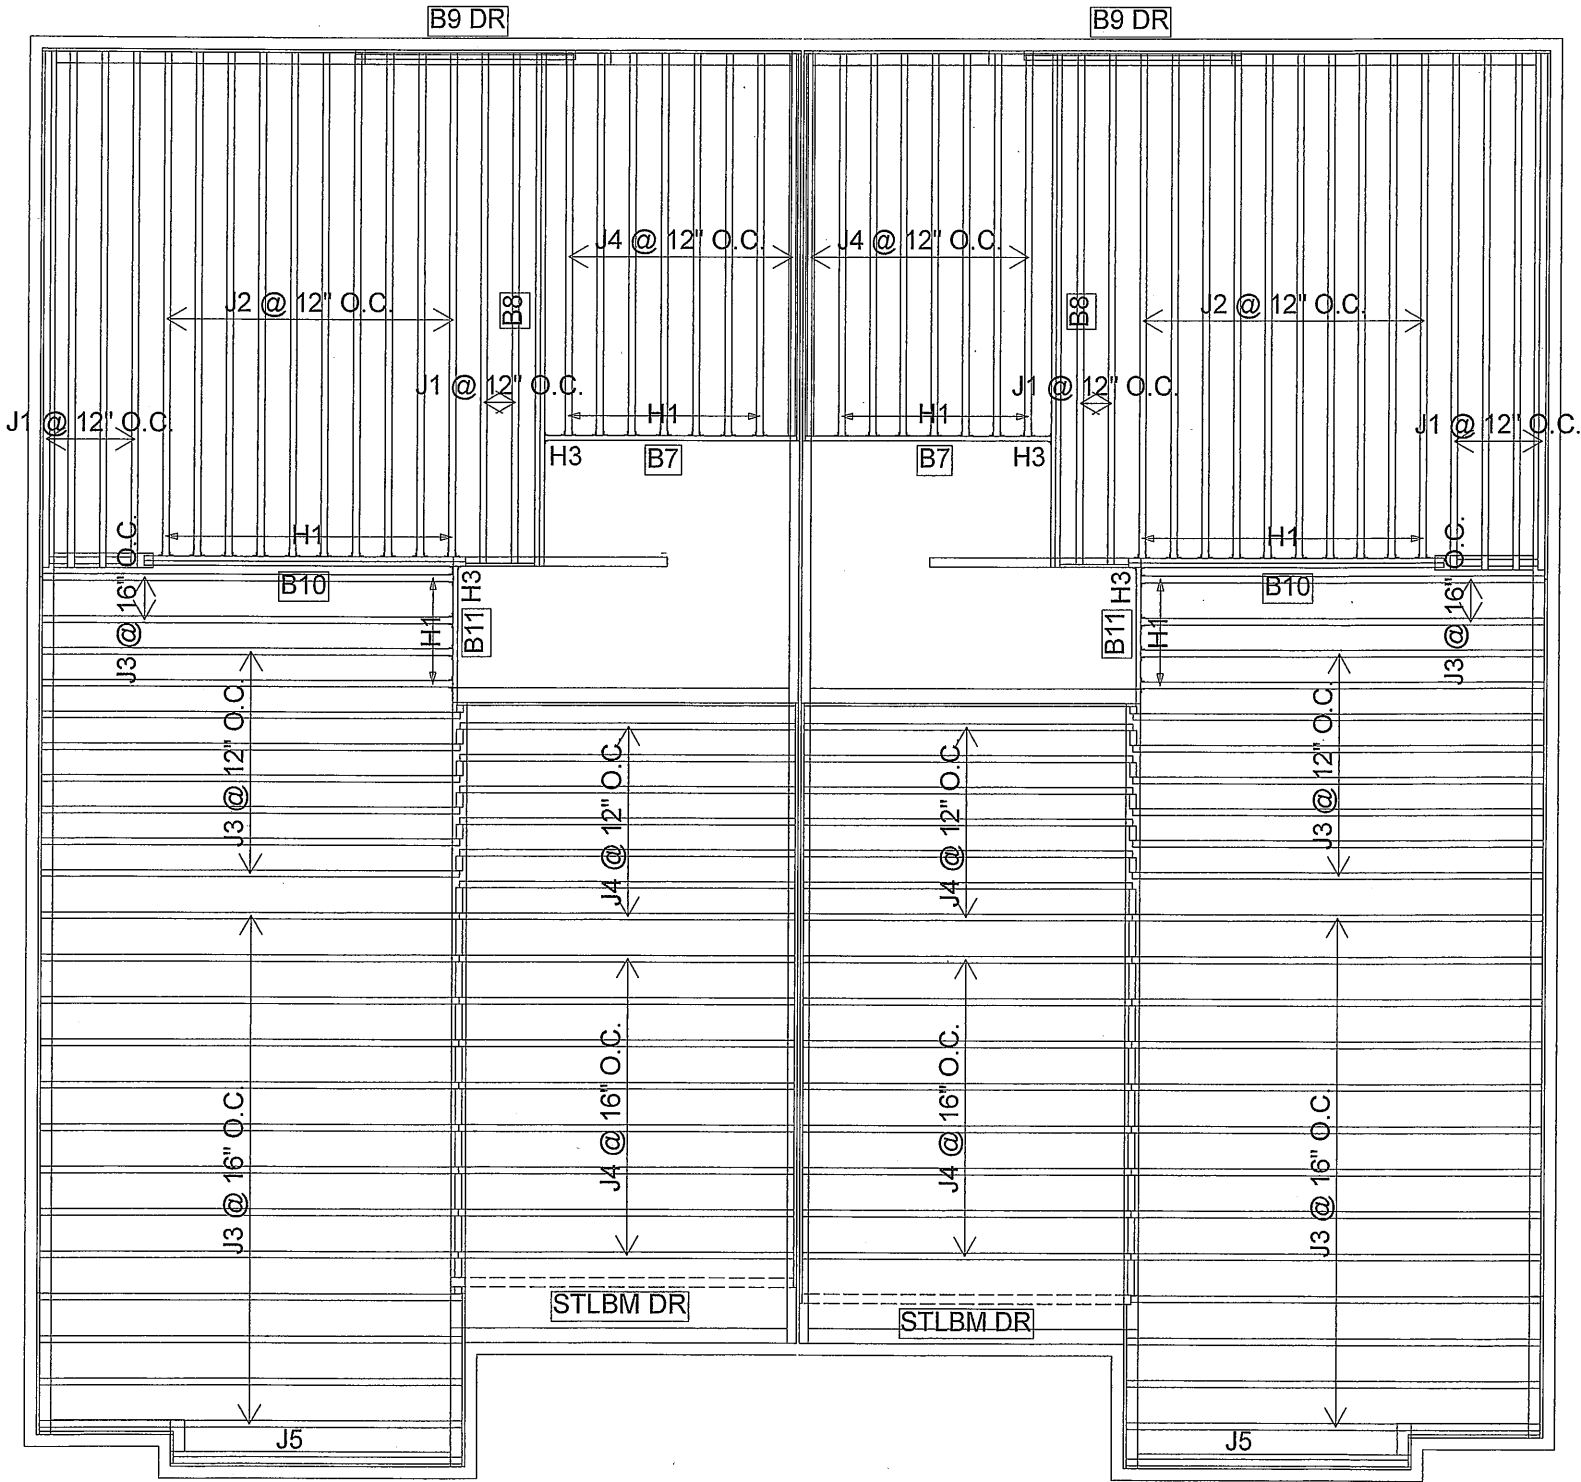 B9 DR
B9 DR
J4 @ 12" O.C.
J4 @ 12" O.C.
J2 @ 12" O.C.
B8
B8
J2 @ 12" O.C.
J1 @ 12" O.C.
J1 @ 12" O.C.
J1 @ 12" O.C.
H1
H1
J1 @ 12" O.C.
H3
B7
B7
H3
H1
H1
J3 @ 16" O.C.
B10
H3
H3
B10
J3 @ 16" O.C.
H1
B11
B11
H1
J3 @ 12" O.C.
J4 @ 12" O.C.
J4 @ 12" O.C.
J3 @ 12" O.C.
J3 @ 16" O.C.
J4 @ 16" O.C.
J4 @ 16" O.C.
J3 @ 16" O.C.
STLBM DR
STLBM DR
J5
J5